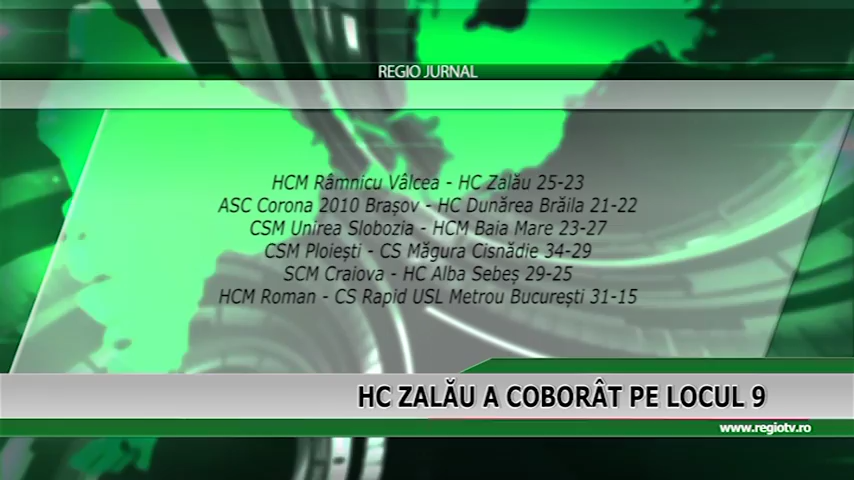 REGIO JURNAL
HCM Râmnicu Vâlcea - HC Zalău 25-23
ASC Corona 2010 Brașov - HC Dunărea Brăila 21-22
CSM Unirea Slobozia - HCM Baia Mare 23-27
CSM Ploiești - CS Măgura Cisnădie 34-29
SCM Craiova - HC Alba Sebeș 29-25
HCM Roman - CS Rapid USL Metrou București 31-15
HC ZALĂU A COBORÂT PE LOCUL 9
www.regiotv.ro